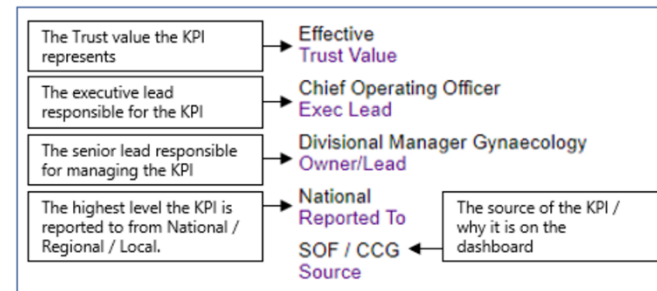 The Trust value the KPI
represents
Effective
Trust Value
The executive lead
responsible for the KPI
Chief Operating Officer
Exec Lead
The senior lead responsible
for managing the KPI
Divisional Manager Gynaecology
Owner/Lead
The highest level the KPI is
reported to from National /
Regional / Local.
National
Reported To
SOF / CCG
Source
The source of the KPI /
why it is on the
dashboard